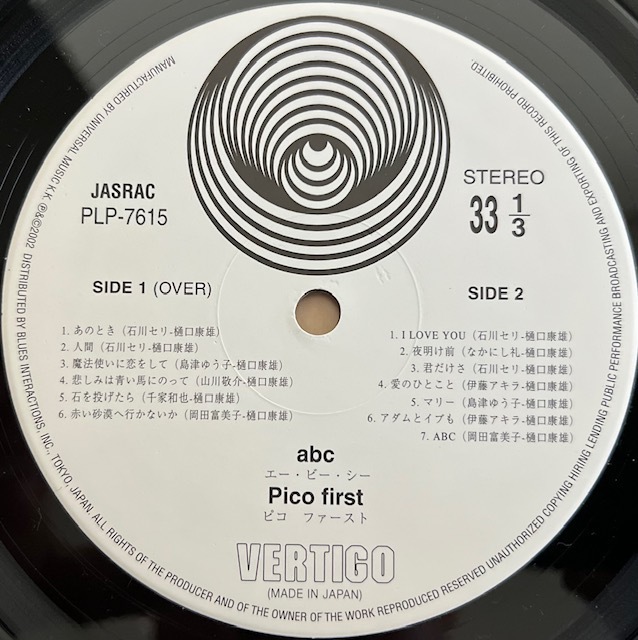 MANUFACTURED BY UNIVERSAL MUSIC K.K. ℗&©2002 DISTRIBUTED BY BLUES INTERACTIONS, INC., TOKYO, JAPAN. ALL RIGHTS OF THE PRODUCER AND OF THE OWNER OF THE WORK REPRODUCED RESERVED UNAUTHORIZED COPYING HIRING LENDING PUBLIC PERFORMANCE BROADCASTING AND EXPORTING OF THIS RECORD PROHIBITED.
JASRAC
PLP-7615
STEREO
33 1/3
SIDE 1 (OVER)
1. あのとき (石川セリ-樋口康雄)
2. 人間 (石川セリ-樋口康雄)
3. 魔法使いに恋をして (島津ゆう子-樋口康雄)
4. 悲しみは青い馬にのって (山川啓介-樋口康雄)
5. 石を投げたら (千家和也-樋口康雄)
6. 赤い砂漠へ行かないか (岡田冨美子-樋口康雄)
SIDE 2
1. I LOVE YOU (石川セリ-樋口康雄)
2. 夜明け前 (なかにし礼-樋口康雄)
3. 君だけさ (石川セリ-樋口康雄)
4. 愛のひとこと (伊藤アキラ-樋口康雄)
5. マリー (島津ゆう子-樋口康雄)
6. アダムとイブも (伊藤アキラ-樋口康雄)
7. ABC (岡田冨美子-樋口康雄)
abc
エー・ビー・シー
Pico first
ピコ ファースト
VERTIGO
(MADE IN JAPAN)